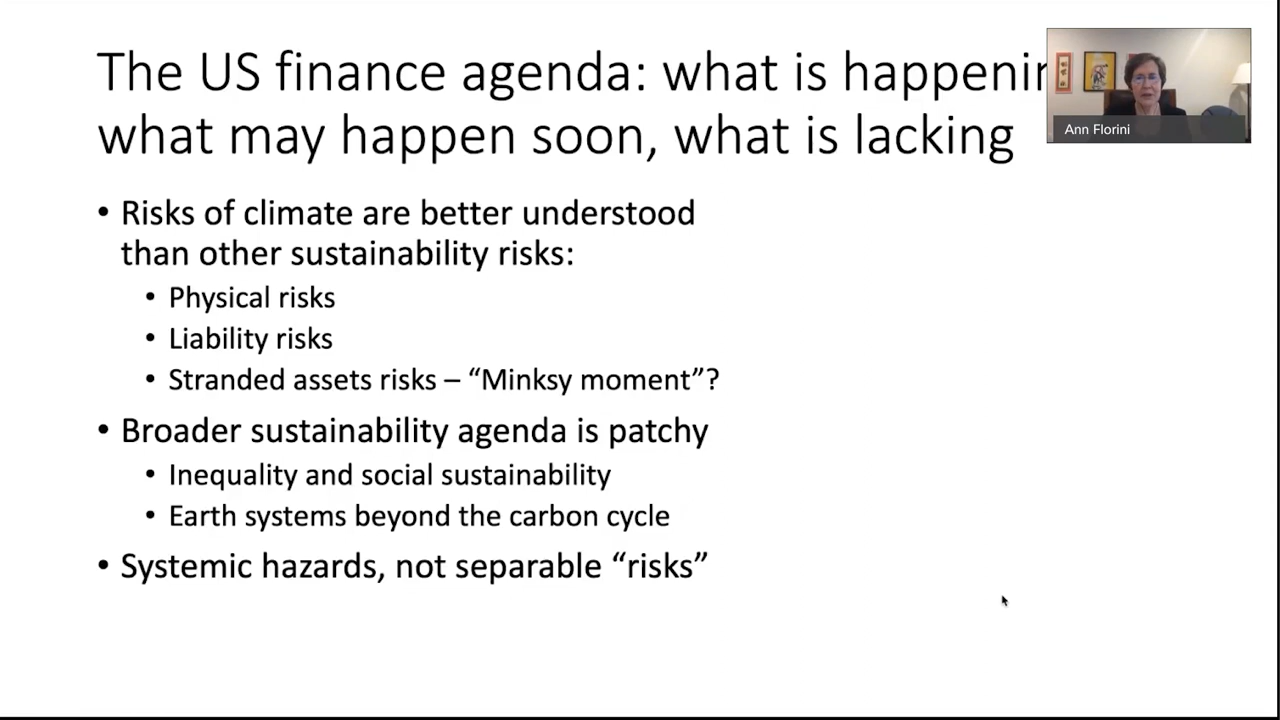 The US finance agenda: what is happenin
what may happen soon, what is lacking
Ann Florini
• Risks of climate are better understood
than other sustainability risks:
• Physical risks
• Liability risks
• Stranded assets risks – “Minksy moment”?
• Broader sustainability agenda is patchy
• Inequality and social sustainability
• Earth systems beyond the carbon cycle
• Systemic hazards, not separable “risks”